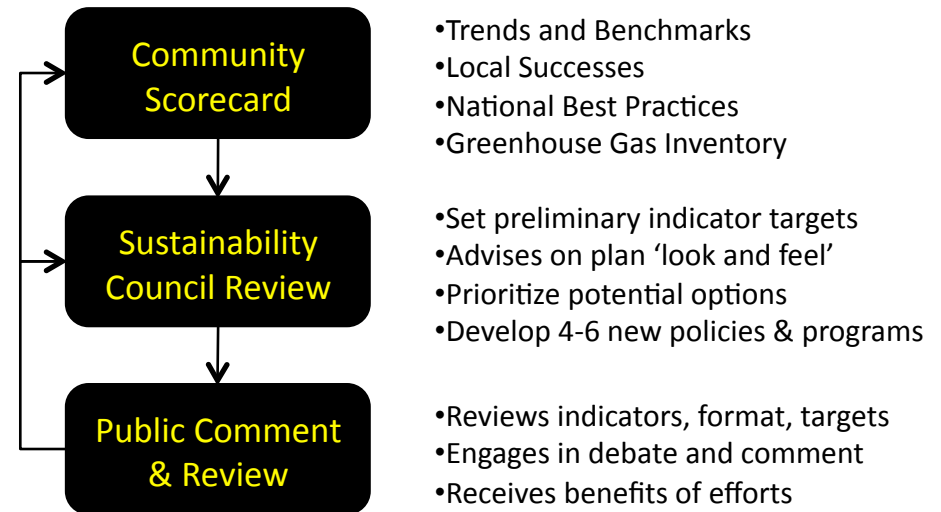 Community
Scorecard
•Trends and Benchmarks
•Local Successes
•National Best Practices
•Greenhouse Gas Inventory
Sustainability
Council Review
•Set preliminary indicator targets
•Advises on plan ‘look and feel’
•Prioritize potential options
•Develop 4-6 new policies & programs
Public Comment
& Review
•Reviews indicators, format, targets
•Engages in debate and comment
•Receives benefits of efforts